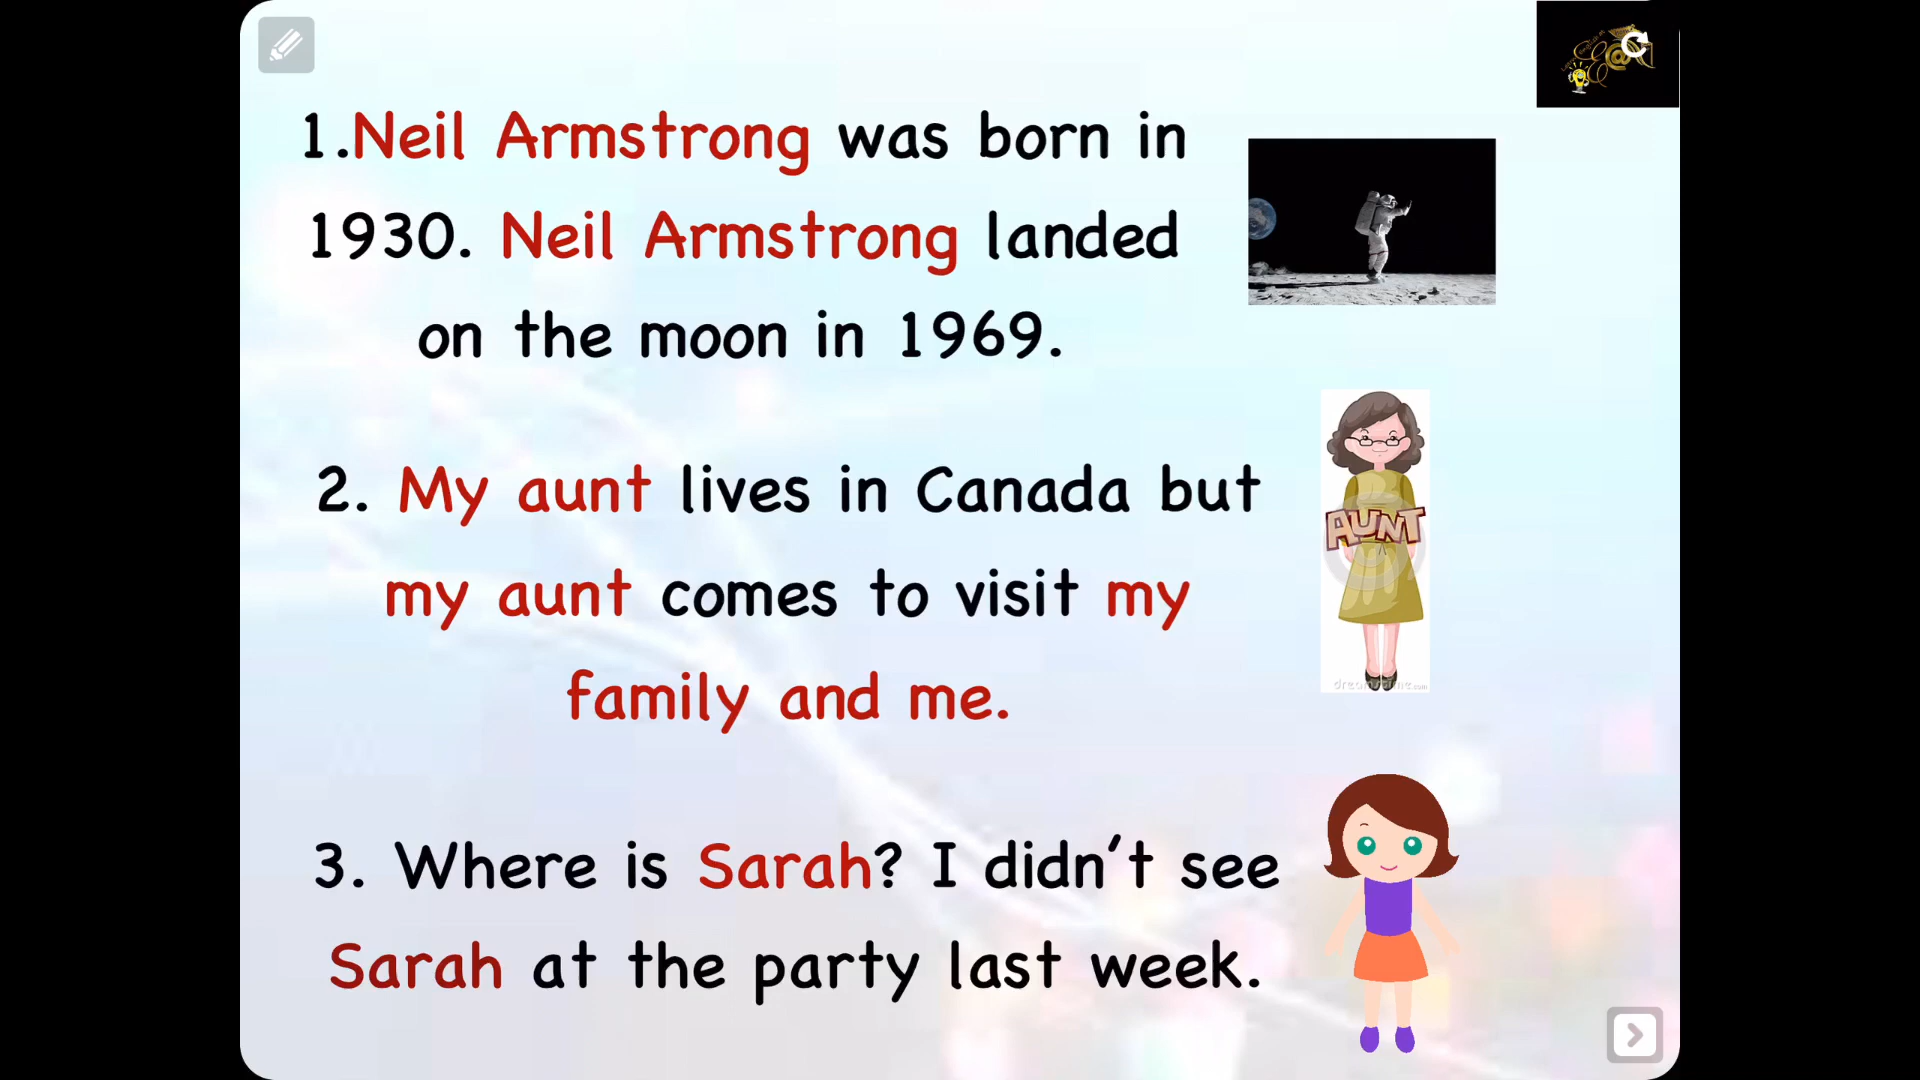 1.Neil Armstrong was born in
1930. Neil Armstrong landed
on the moon in 1969.
2. My aunt lives in Canada but
my aunt comes to visit my
family and me.
AUNT
3. Where is Sarah? I didn't see
Sarah at the party last week.